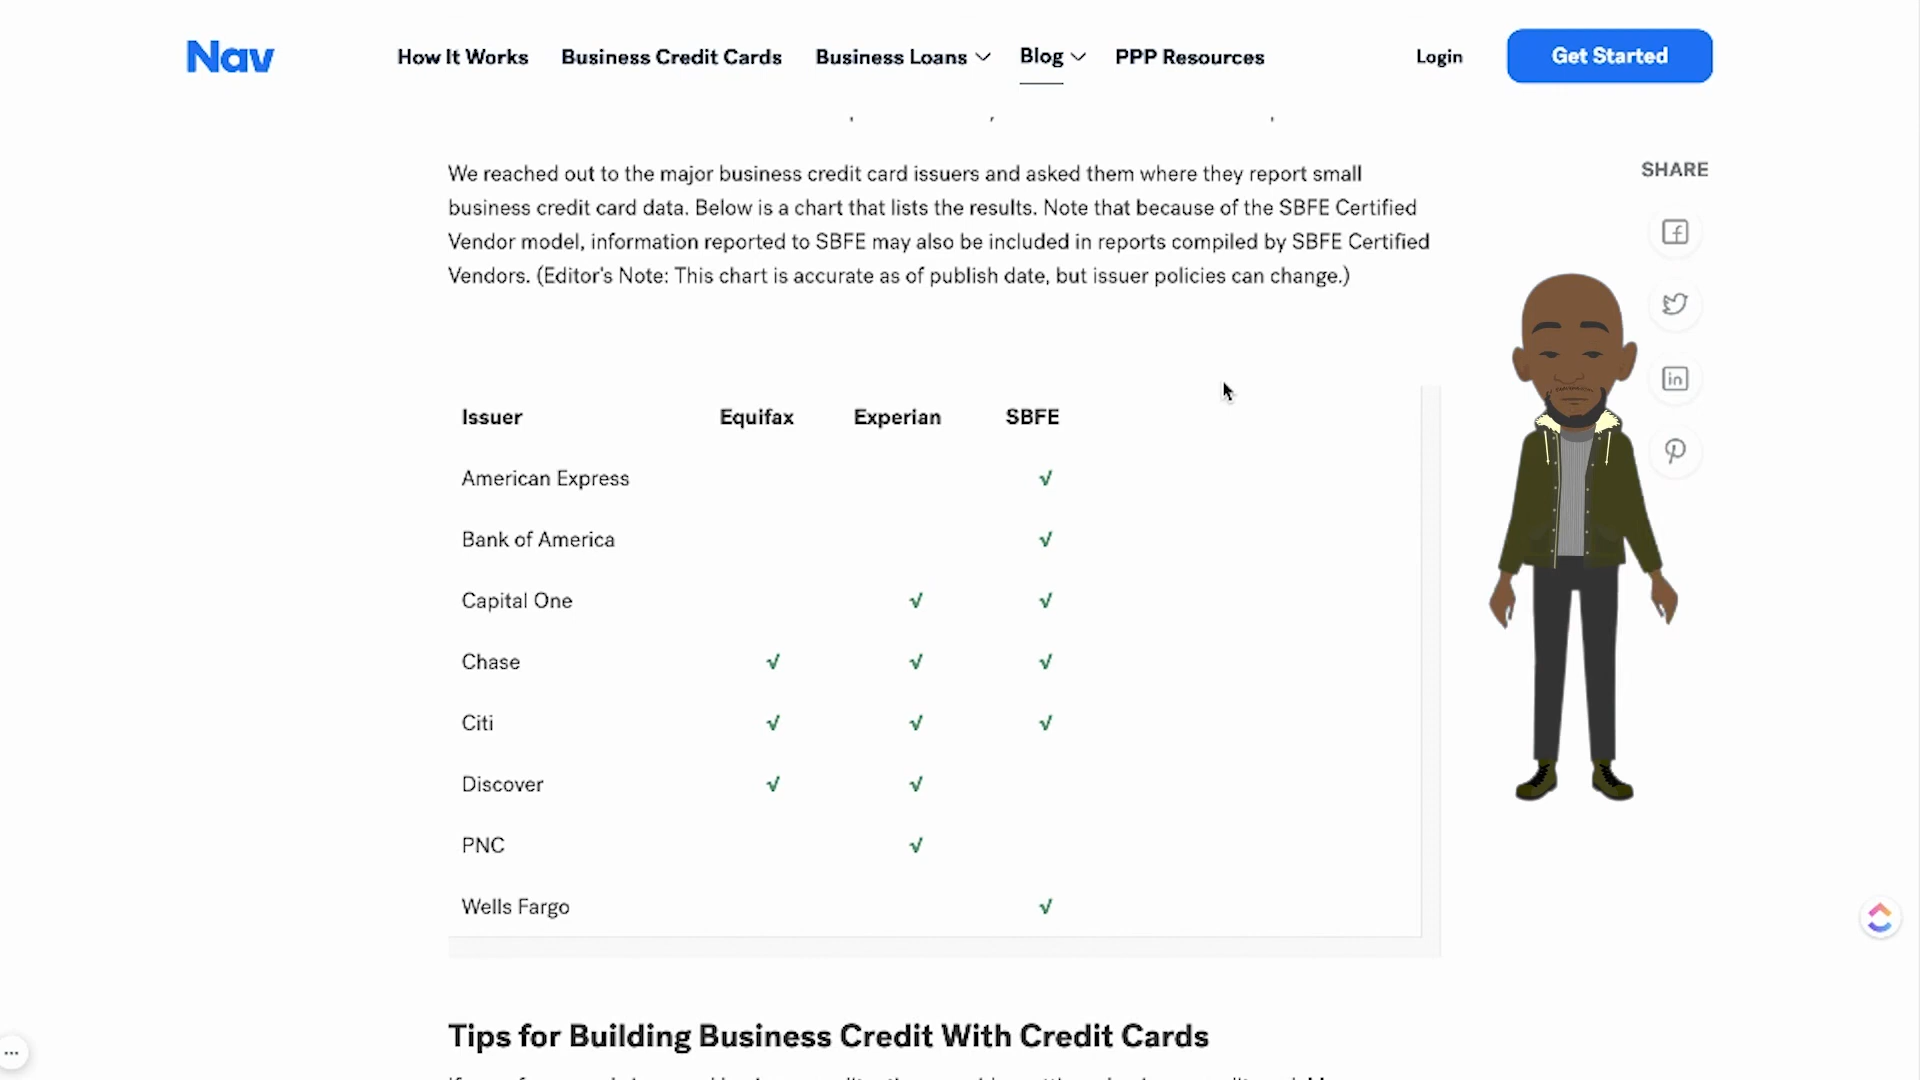 Nav
How It Works
Business Credit Cards
Business Loans
Blog
PPP Resources
Login
Get Started
We reached out to the major business credit card issuers and asked them where they report small
business credit card data. Below is a chart that lists the results. Note that because of the SBFE Certified
Vendor model, information reported to SBFE may also be included in reports compiled by SBFE Certified
Vendors. (Editor's Note: This chart is accurate as of publish date, but issuer policies can change.)
SHARE
Issuer Equifax Experian SBFE
American Express √
Bank of America √
Capital One √ √
Chase √ √ √
Citi √ √ √
Discover √ √
PNC √
Wells Fargo √
Tips for Building Business Credit With Credit Cards